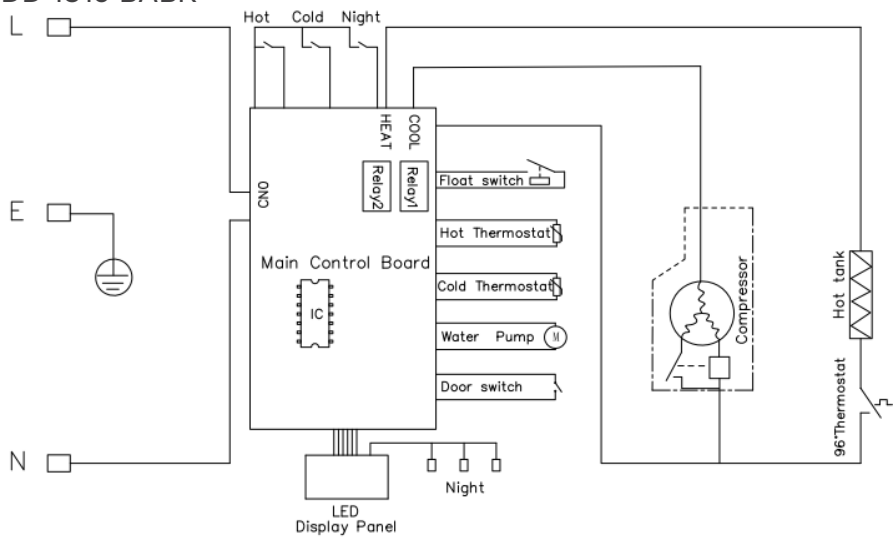 L
Hot Cold Night
HEAT
COOL
Relay2
Relay1
CNO
Float switch
E
Hot Thermostat
Main Control Board
Cold Thermostat
IC
Water Pump M
Door switch
Compressor
Hot tank
96°Thermostat
N
Night
LED
Display Panel